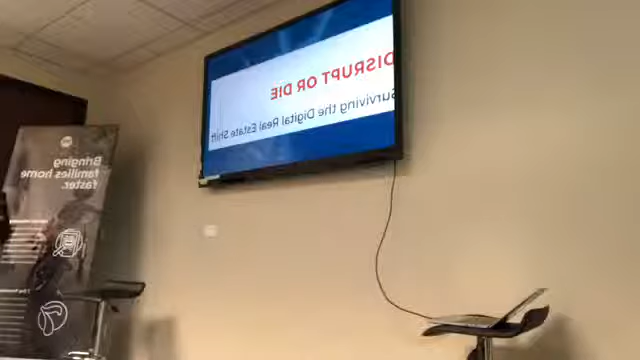 DISRUPT OR DIE
Surviving the Digital Real Estate Shift
Bringing
families home
faster.